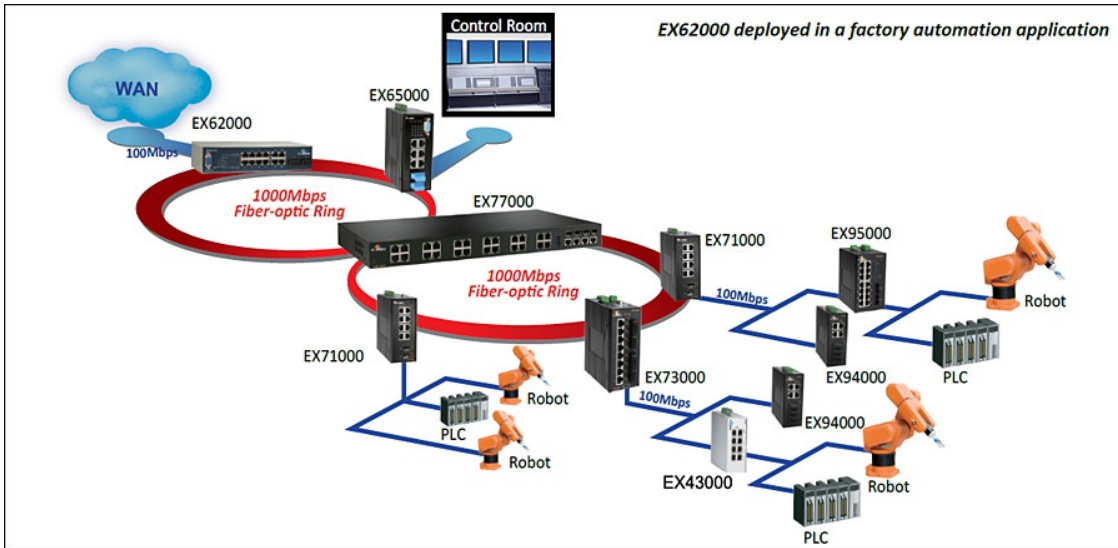 Control Room
EX62000 deployed in a factory automation application
WAN
EX65000
EX62000
100Mbps
1000Mbps
Fiber-optic Ring
EX77000
EX71000
EX95000
1000Mbps
Fiber-optic Ring
100Mbps
Robot
EX71000
EX73000
EX94000
PLC
Robot
100Mbps
EX94000
PLC
Robot
EX43000
Robot
PLC